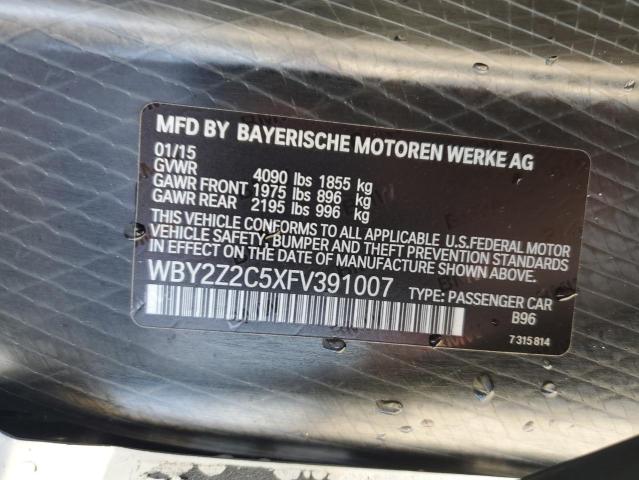 MFD BY BAYERISCHE MOTOREN WERKE AG
01/15
GVWR 4090 lbs 1855 kg
GAWR FRONT 1975 lbs 896 kg
GAWR REAR 2195 lbs 996 kg
THIS VEHICLE CONFORMS TO ALL APPLICABLE U.S.FEDERAL MOTOR
VEHICLE SAFETY, BUMPER AND THEFT PREVENTION STANDARDS
IN EFFECT ON THE DATE OF MANUFACTURE SHOWN ABOVE.
WBY2Z2C5XFV391007 TYPE: PASSENGER CAR
B96
7 315 814